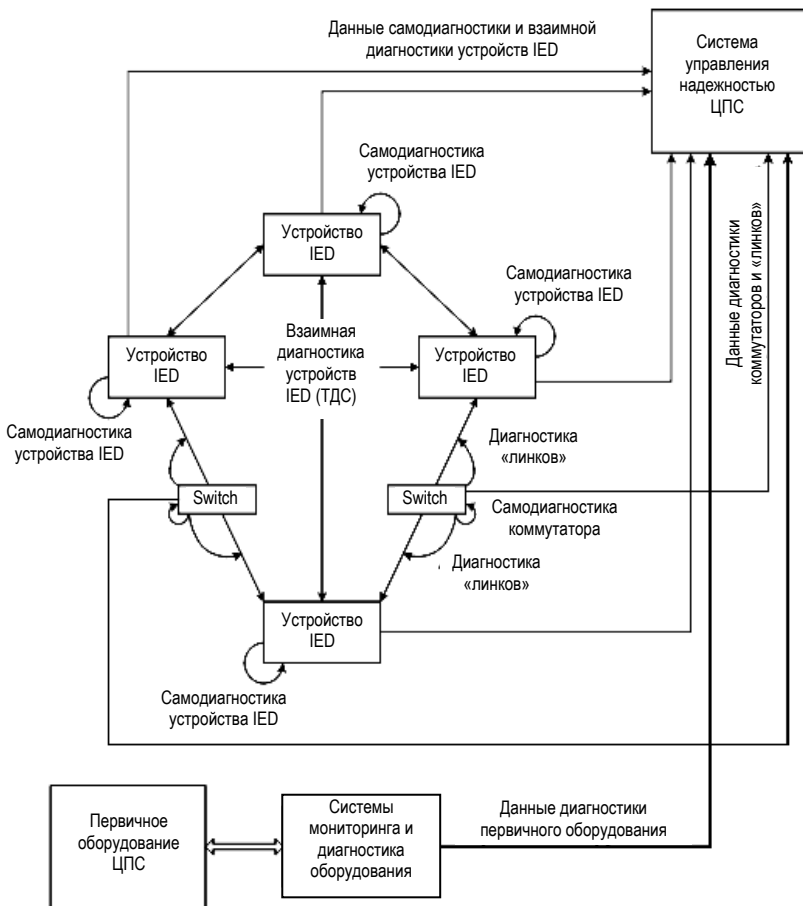 Данные самодиагностики и взаимной
диагностики устройств IED
Система
управления
надежностью
ЦПС
Самодиагностика
устройства IED
Устройство
IED
Самодиагностика
устройства IED
Данные диагностики
коммутаторов и «линков»
Устройство
IED
Взаимная
диагностика
устройств
IED (ТДС)
Устройство
IED
Самодиагностика
устройства IED
Диагностика
«линков»
Switch
Switch
Самодиагностика
коммутатора
Диагностика
«линков»
Устройство
IED
Самодиагностика
устройства IED
Первичное
оборудование
ЦПС
Системы
мониторинга и
диагностика
оборудования
Данные диагностики
первичного оборудования